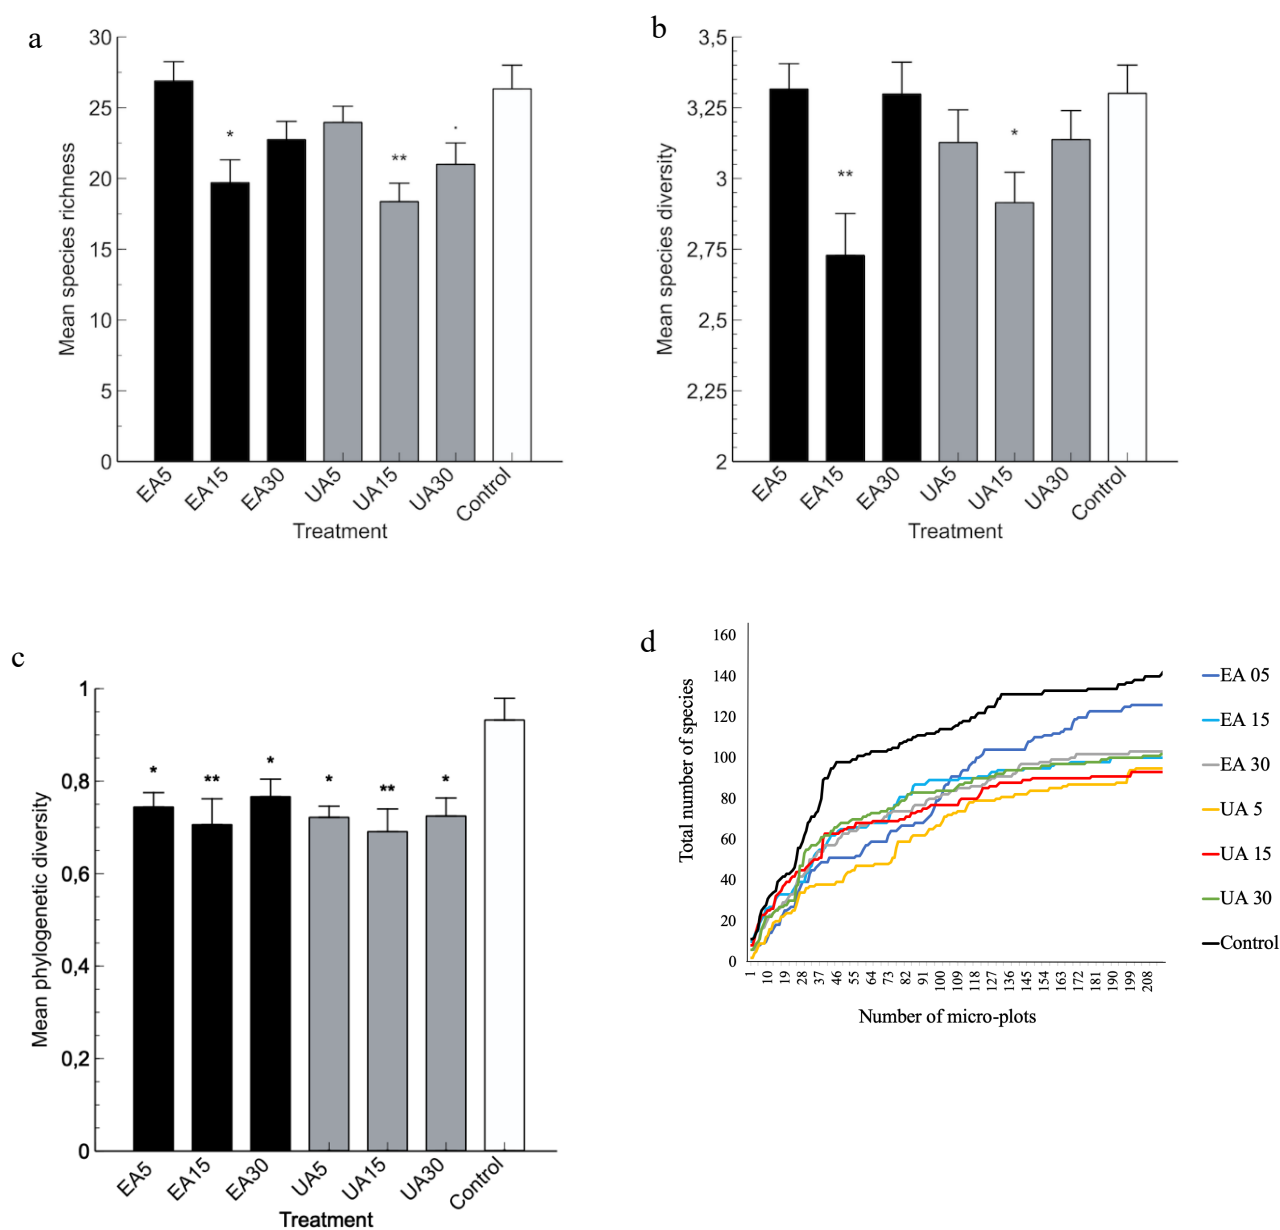 a
30
25
20
15
10
5
0
Mean species richness
*
**
.
EA5
EA15
EA30
UA5
UA15
UA30
Control
Treatment
b
3,5
3,25
3
2,75
2,5
2,25
2
Mean species diversity
**
*
EA5
EA15
EA30
UA5
UA15
UA30
Control
Treatment
c
1
0,8
0,6
0,4
0,2
0
Mean phylogenetic diversity
*
**
*
*
**
*
EA5
EA15
EA30
UA5
UA15
UA30
Control
Treatment
d
160
140
120
100
80
60
40
20
0
Total number of species
1
10
19
28
37
46
55
64
73
82
91
100
109
118
127
136
145
154
163
172
181
190
199
208
Number of micro-plots
EA 05
EA 15
EA 30
UA 5
UA 15
UA 30
Control